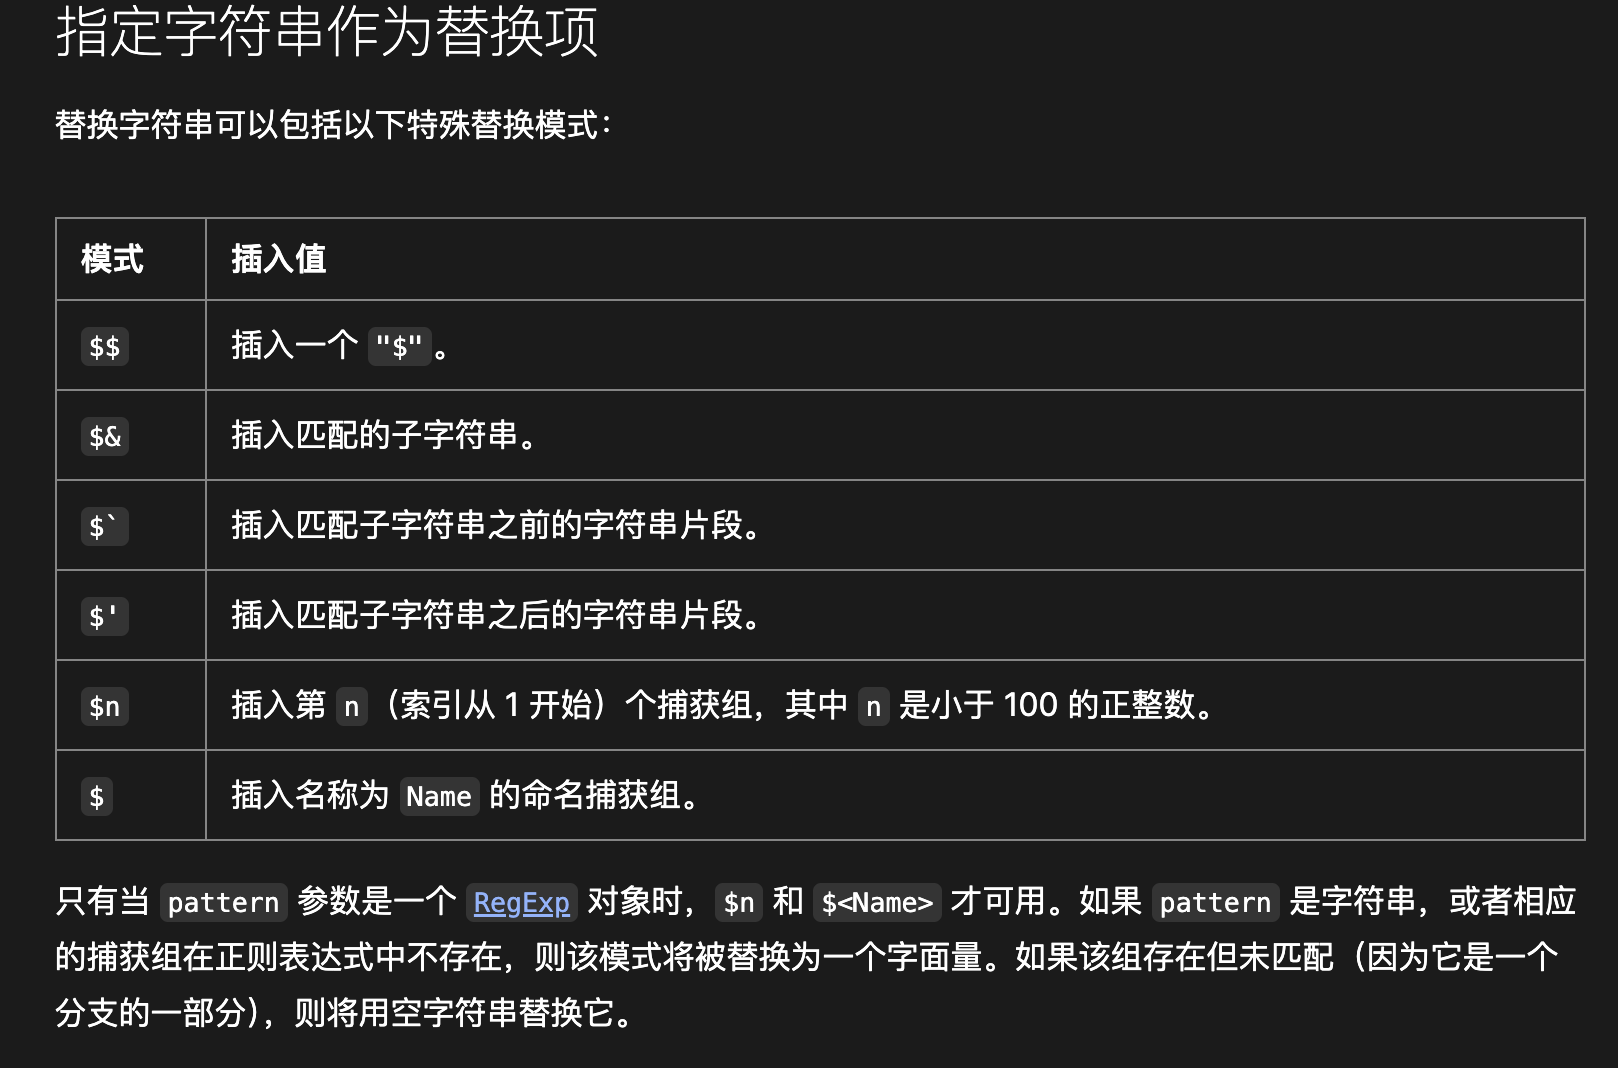 指定字符串作为替换项
替换字符串可以包括以下特殊替换模式：
模式 插入值
$$ 插入一个 "$"。
$& 插入匹配的子字符串。
$` 插入匹配子字符串之前的字符串片段。
$' 插入匹配子字符串之后的字符串片段。
$n 插入第 n（索引从 1 开始）个捕获组，其中 n 是小于 100 的正整数。
$ 插入名称为 Name 的命名捕获组。
只有当 pattern 参数是一个 RegExp 对象时，$n 和 $<Name> 才可用。如果 pattern 是字符串，或者相应
的捕获组在正则表达式中不存在，则该模式将被替换为一个字面量。如果该组存在但未匹配（因为它是一个
分支的一部分），则将用空字符串替换它。